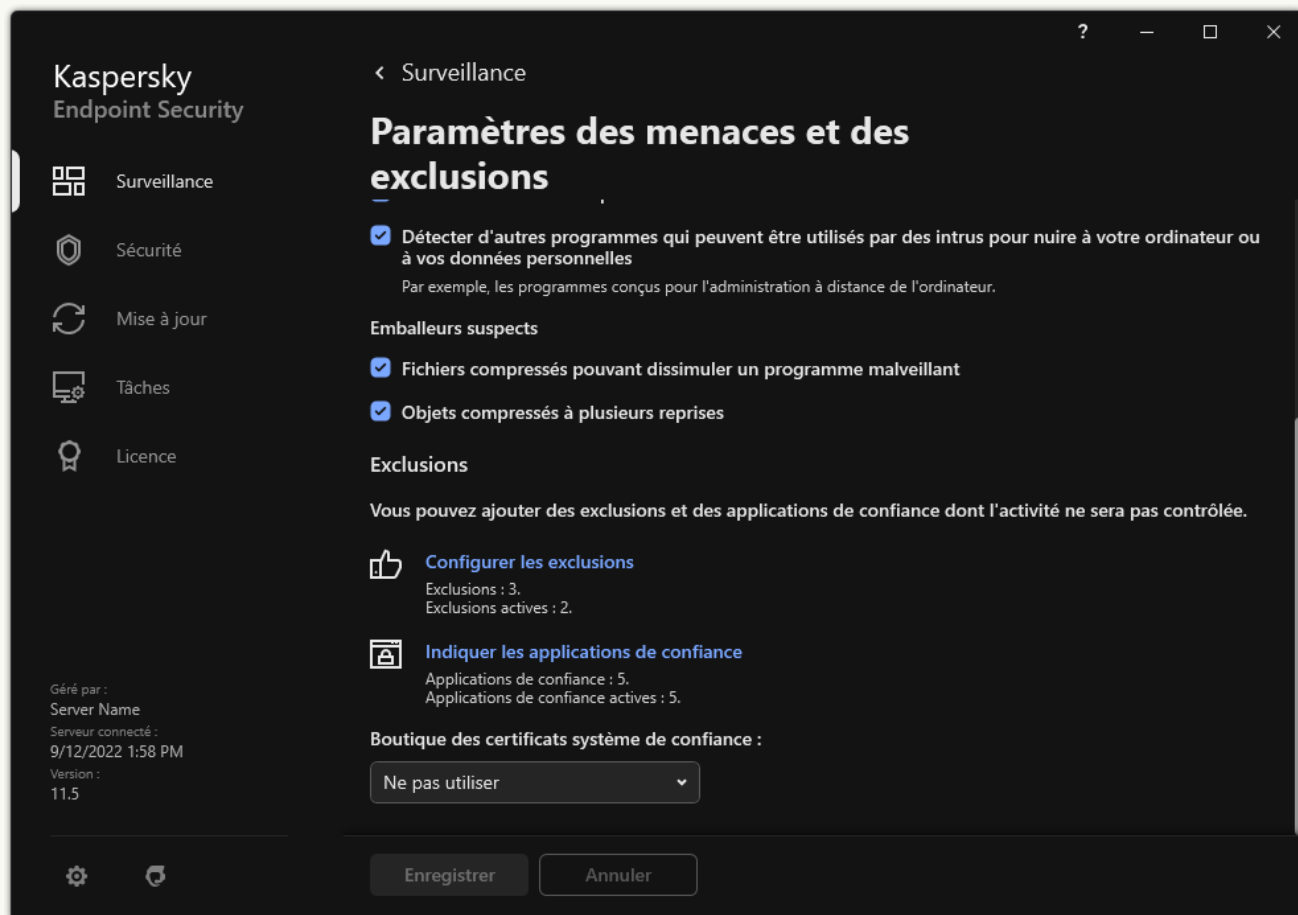 ?
Kaspersky
Endpoint Security
Surveillance
Sécurité
Mise à jour
Tâches
Licence
Géré par :
Server Name
Serveur connecté :
9/12/2022 1:58 PM
Version :
11.5
Surveillance
Paramètres des menaces et des
exclusions
Détecter d'autres programmes qui peuvent être utilisés par des intrus pour nuire à votre ordinateur ou
à vos données personnelles
Par exemple, les programmes conçus pour l'administration à distance de l'ordinateur.
Emballeurs suspects
Fichiers compressés pouvant dissimuler un programme malveillant
Objets compressés à plusieurs reprises
Exclusions
Vous pouvez ajouter des exclusions et des applications de confiance dont l'activité ne sera pas contrôlée.
Configurer les exclusions
Exclusions : 3.
Exclusions actives : 2.
Indiquer les applications de confiance
Applications de confiance : 5.
Applications de confiance actives : 5.
Boutique des certificats système de confiance :
Ne pas utiliser
Enregistrer
Annuler